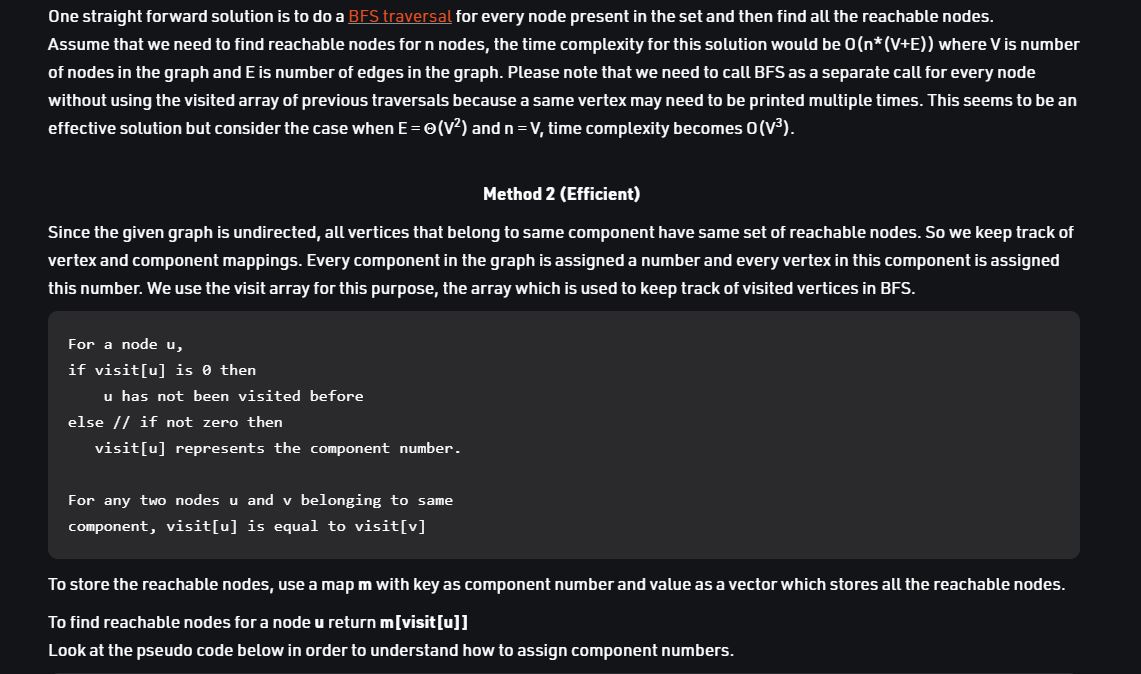 One straight forward solution is to do a BFS traversal for every node present in the set and then find all the reachable nodes.
Assume that we need to find reachable nodes for n nodes, the time complexity for this solution would be O(n*(V+E)) where V is number
of nodes in the graph and E is number of edges in the graph. Please note that we need to call BFS as a separate call for every node
without using the visited array of previous traversals because a same vertex may need to be printed multiple times. This seems to be an
effective solution but consider the case when E = Θ(V²) and n = V, time complexity becomes O(V³).
Method 2 (Efficient)
Since the given graph is undirected, all vertices that belong to same component have same set of reachable nodes. So we keep track of
vertex and component mappings. Every component in the graph is assigned a number and every vertex in this component is assigned
this number. We use the visit array for this purpose, the array which is used to keep track of visited vertices in BFS.
For a node u,
if visit[u] is 0 then
    u has not been visited before
else // if not zero then
   visit[u] represents the component number.
For any two nodes u and v belonging to same
component, visit[u] is equal to visit[v]
To store the reachable nodes, use a map m with key as component number and value as a vector which stores all the reachable nodes.
To find reachable nodes for a node u return m[visit[u]]
Look at the pseudo code below in order to understand how to assign component numbers.